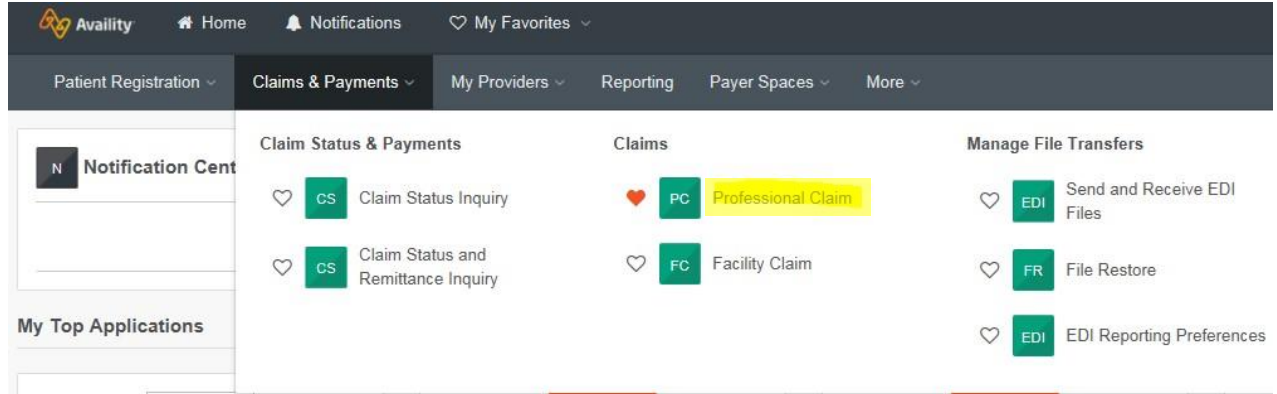 Availity Home Notifications My Favorites
Patient Registration Claims & Payments My Providers Reporting Payer Spaces More
N Notification Cent
My Top Applications
Claim Status & Payments
CS Claim Status Inquiry
CS Claim Status and
Remittance Inquiry
Claims
PC Professional Claim
FC Facility Claim
Manage File Transfers
EDI Send and Receive EDI
Files
FR File Restore
EDI EDI Reporting Preferences